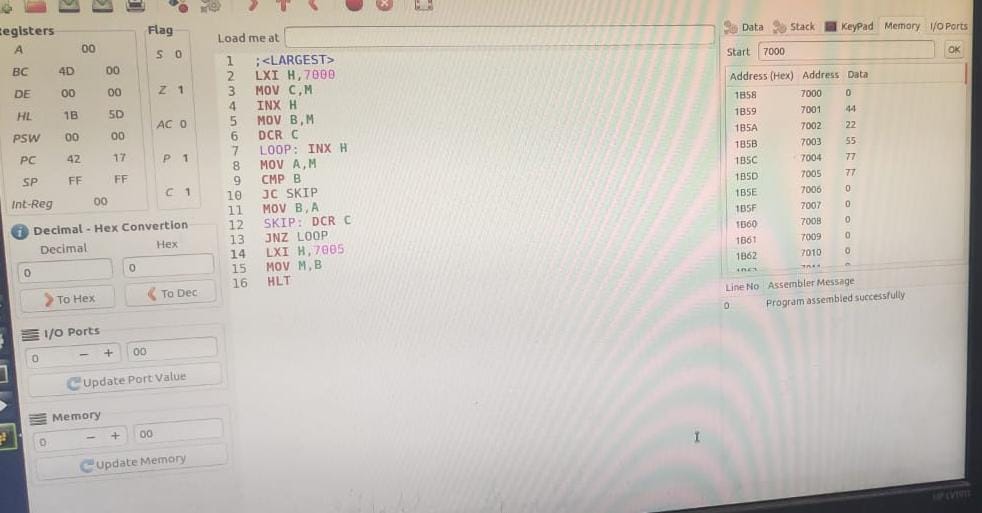 Registers
A 00
BC 4D 00
DE 00 00
HL 1B 5D
PSW 00 00
PC 42 17
SP FF FF
Int-Reg 00
Flag
S 0
Z 1
AC 0
P 1
C 1
Decimal - Hex Convertion
Decimal Hex
0 0
To Hex To Dec
I/O Ports
0 − + 00
Update Port Value
Memory
0 − + 00
Update Memory
Load me at
1 ;<LARGEST>
2 LXI H,7000
3 MOV C,M
4 INX H
5 MOV B,M
6 DCR C
7 LOOP: INX H
8 MOV A,M
9 CMP B
10 JC SKIP
11 MOV B,A
12 SKIP: DCR C
13 JNZ LOOP
14 LXI H,7005
15 MOV M,B
16 HLT
Data Stack KeyPad Memory I/O Ports
Start 7000 OK
Address (Hex) Address Data
1B58 7000 0
1B59 7001 44
1B5A 7002 22
1B5B 7003 55
1B5C 7004 77
1B5D 7005 77
1B5E 7006 0
1B5F 7007 0
1B60 7008 0
1B61 7009 0
1B62 7010 0
Line No Assembler Message
0 Program assembled successfully